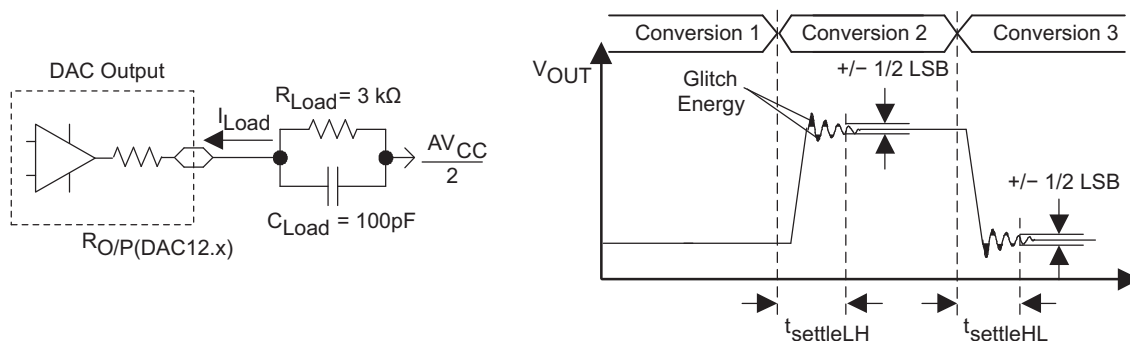 DAC Output
I_Load
R_Load = 3 kΩ
AV_CC
2
C_Load = 100pF
R_O/P(DAC12.x)
Conversion 1
Conversion 2
Conversion 3
V_OUT
Glitch
Energy
+/− 1/2 LSB
+/− 1/2 LSB
t_settleLH
t_settleHL